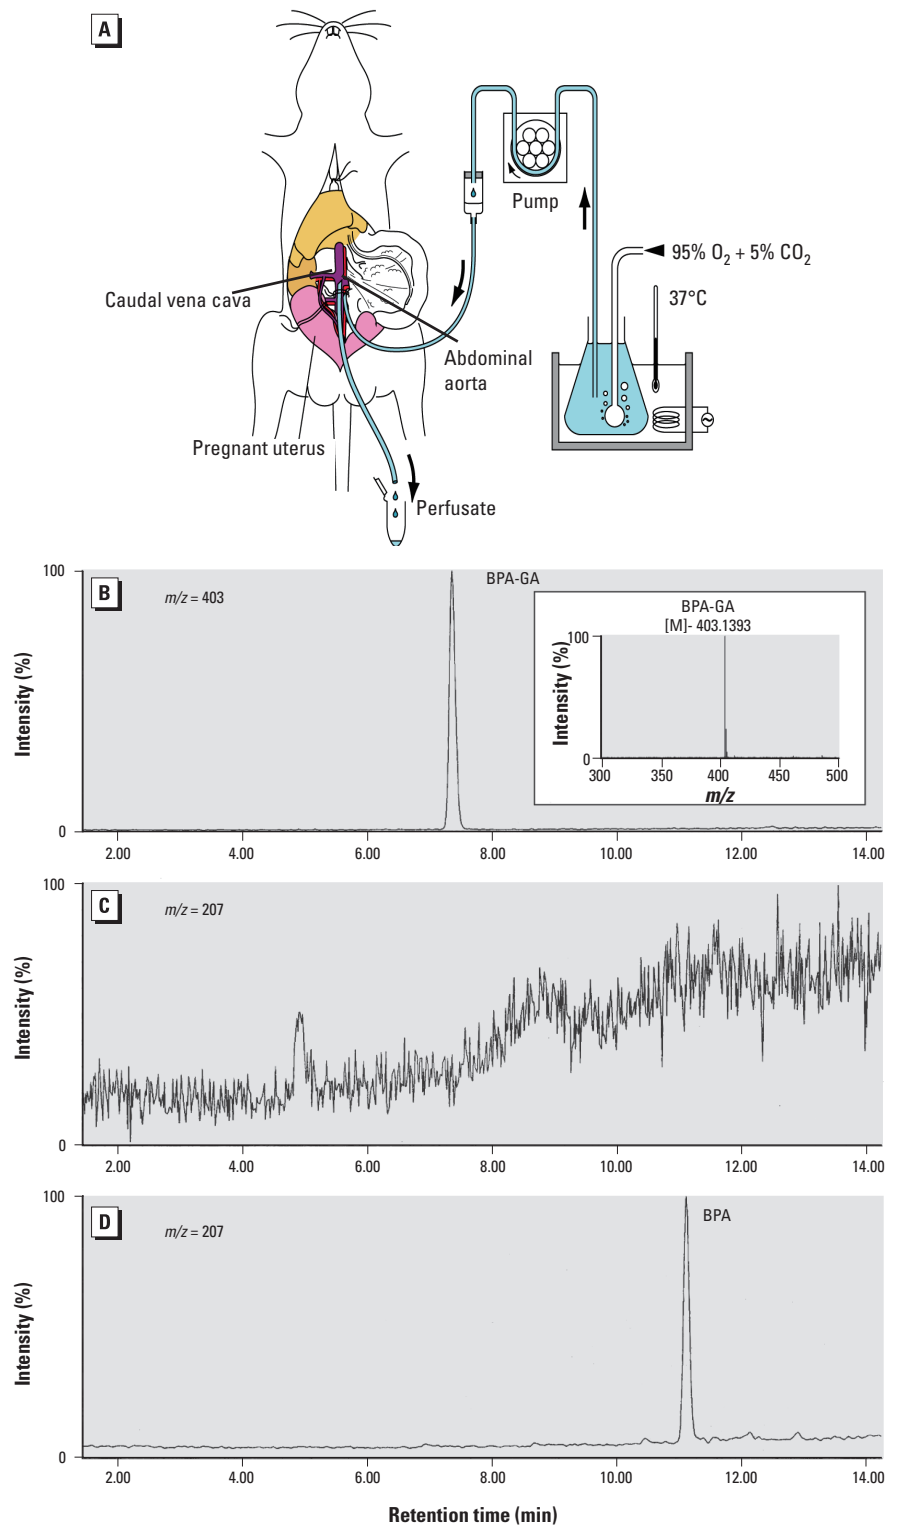 A
Pump
95% O₂ + 5% CO₂
37°C
Caudal vena cava
Abdominal
aorta
Pregnant uterus
Perfusate
B
m/z = 403
BPA-GA
BPA-GA
[M]- 403.1393
100
Intensity (%)
0
300 350 400 450 500
m/z
100
Intensity (%)
0
2.00 4.00 6.00 8.00 10.00 12.00 14.00
C
m/z = 207
100
Intensity (%)
0
2.00 4.00 6.00 8.00 10.00 12.00 14.00
D
m/z = 207
BPA
100
Intensity (%)
0
2.00 4.00 6.00 8.00 10.00 12.00 14.00
Retention time (min)